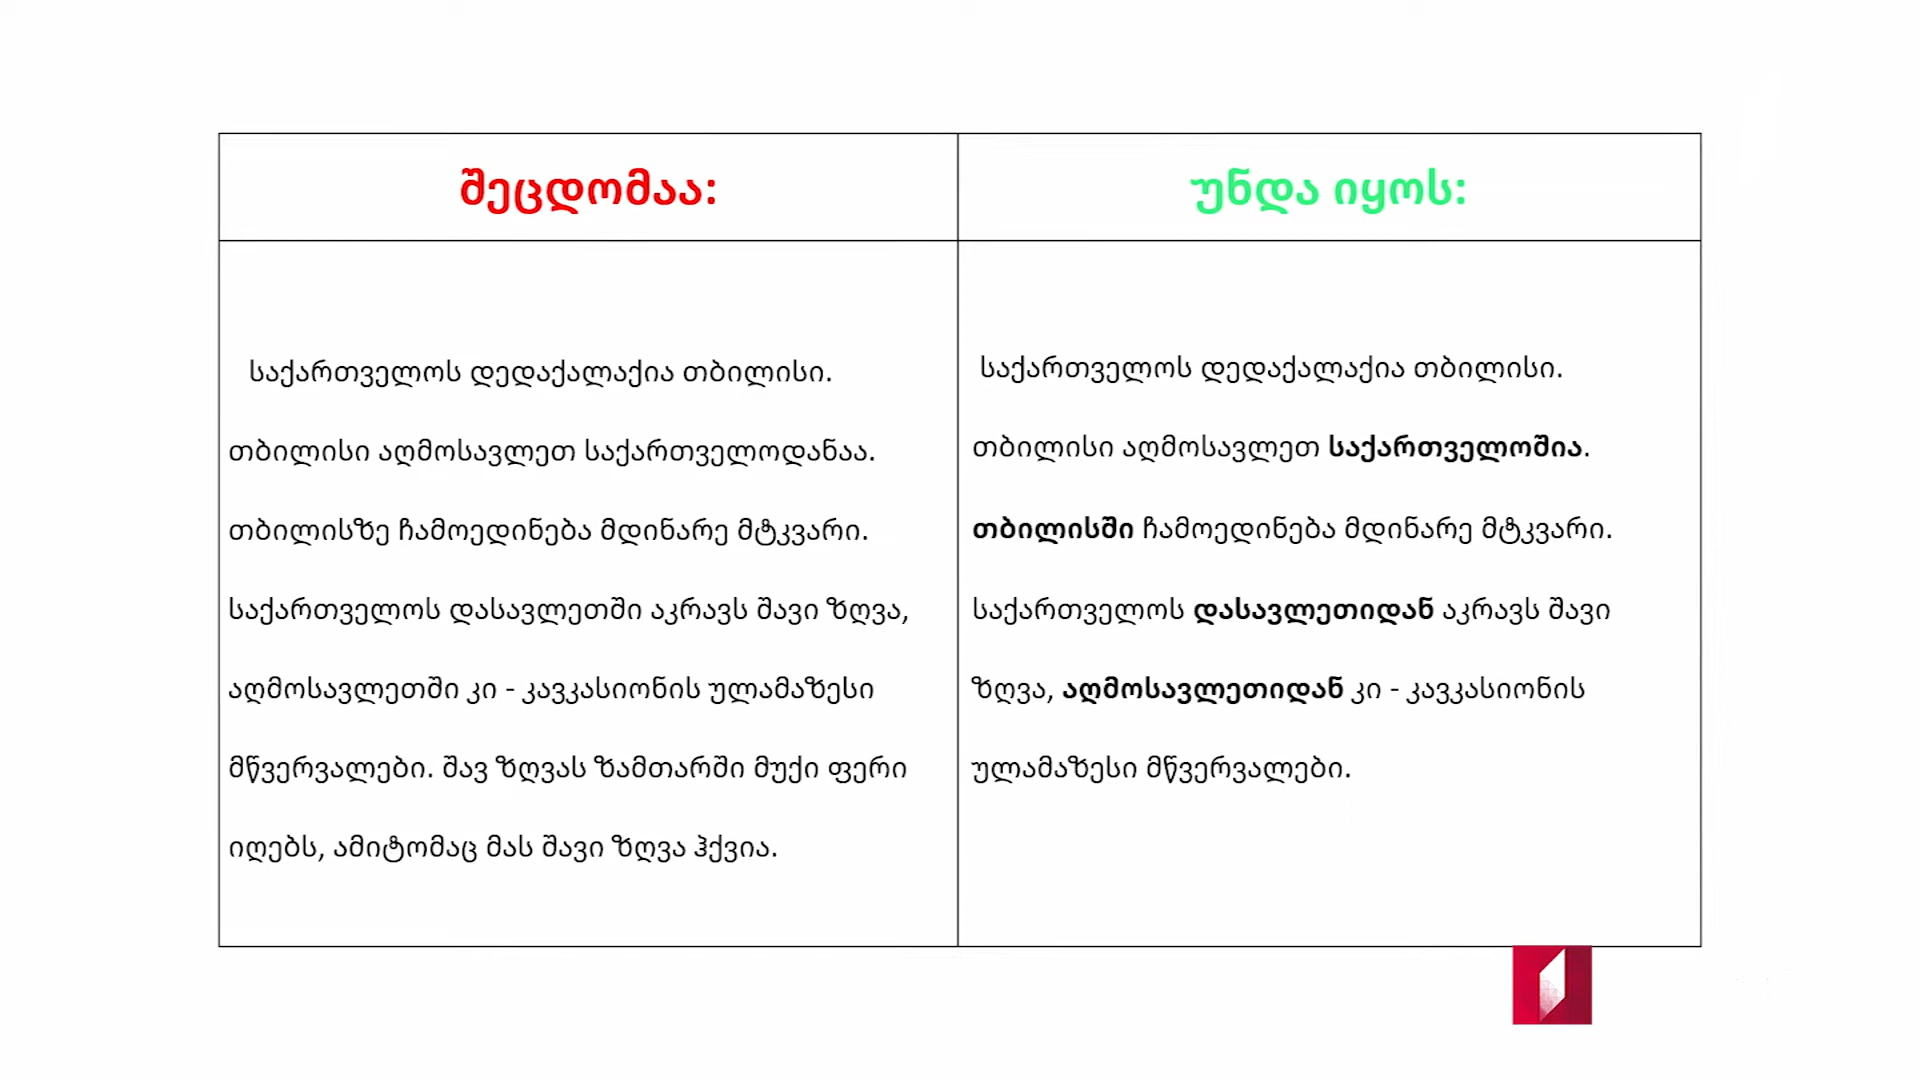 შეცდომაა:
უნდა იყოს:
საქართველოს დედაქალაქია თბილისი.
თბილისი აღმოსავლეთ საქართველოდანაა.
თბილისზე ჩამოედინება მდინარე მტკვარი.
საქართველოს დასავლეთში აკრავს შავი ზღვა,
აღმოსავლეთში კი - კავკასიონის ულამაზესი
მწვერვალები. შავ ზღვას ზამთარში მუქი ფერი
იღებს, ამიტომაც მას შავი ზღვა ჰქვია.
საქართველოს დედაქალაქია თბილისი.
თბილისი აღმოსავლეთ საქართველოშია.
თბილისში ჩამოედინება მდინარე მტკვარი.
საქართველოს დასავლეთიდან აკრავს შავი
ზღვა, აღმოსავლეთიდან კი - კავკასიონის
ულამაზესი მწვერვალები.